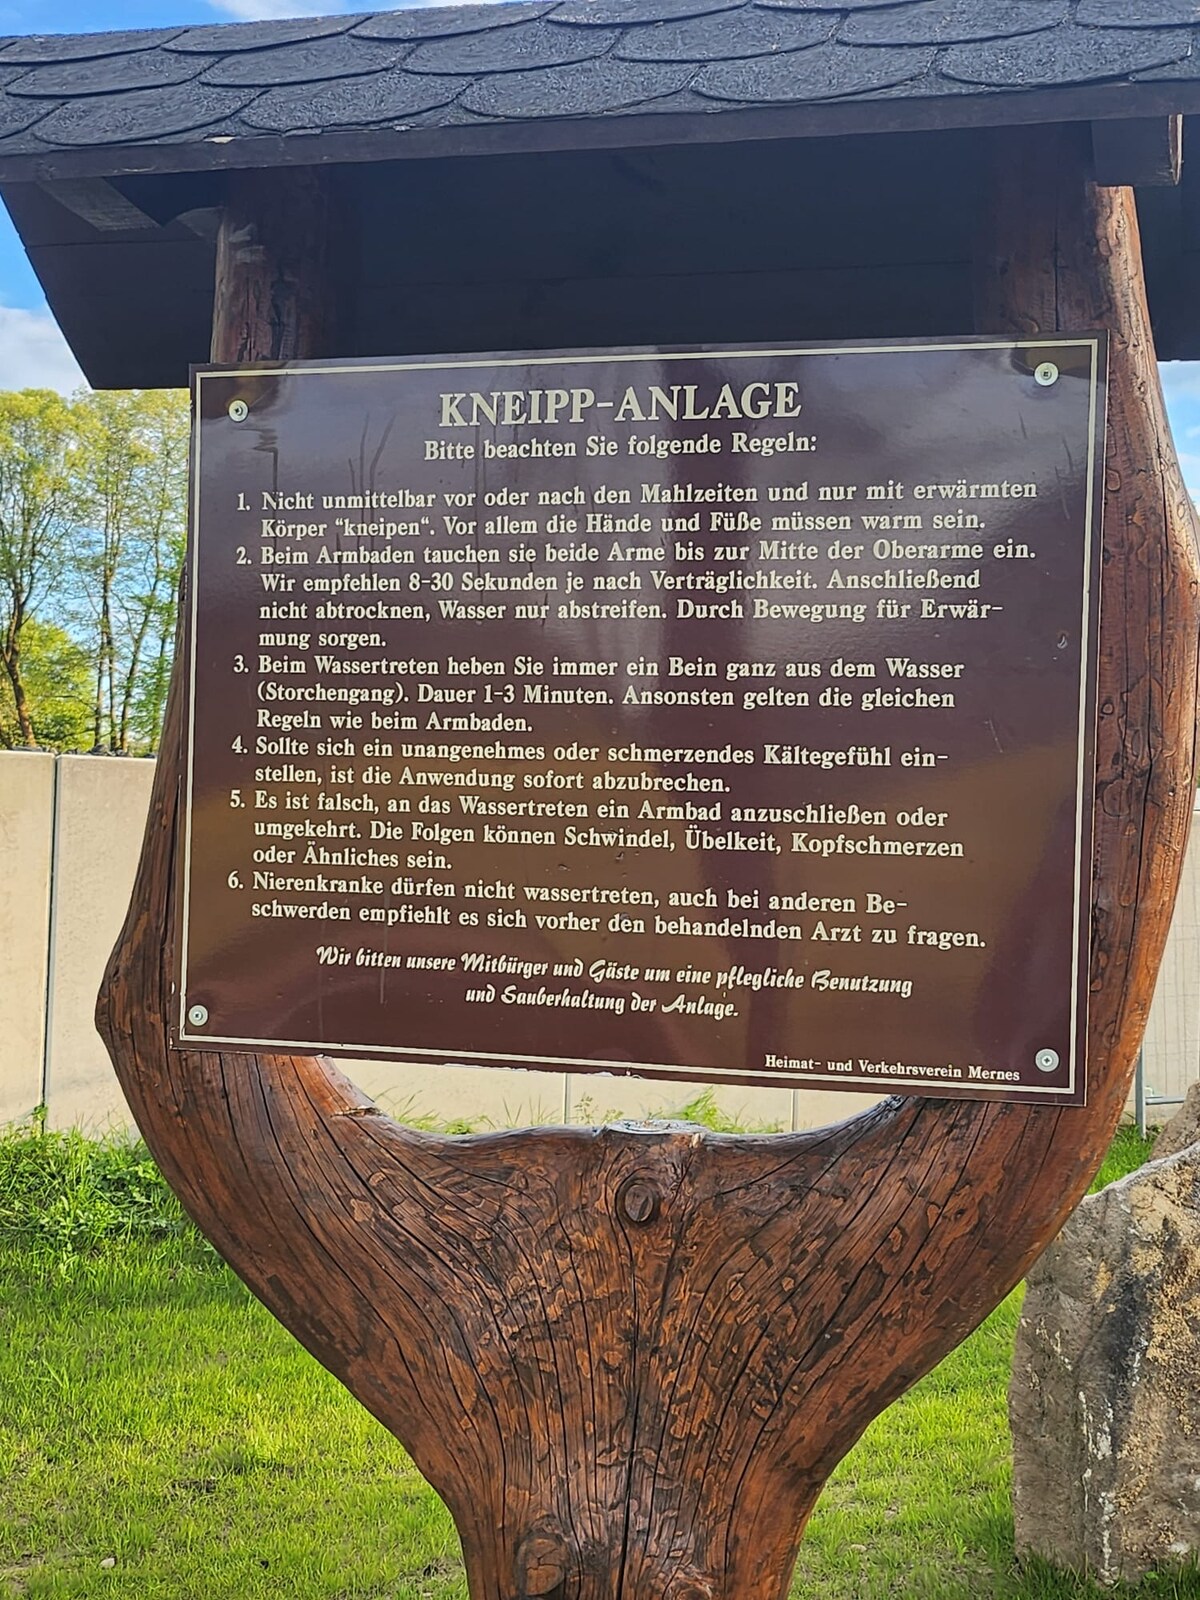 KNEIPP-ANLAGE
Bitte beachten Sie folgende Regeln:
1. Nicht unmittelbar vor oder nach den Mahlzeiten und nur mit erwärmten
Körper “kneipen“. Vor allem die Hände und Füße müssen warm sein.
2. Beim Armbaden tauchen sie beide Arme bis zur Mitte der Oberarme ein.
Wir empfehlen 8-30 Sekunden je nach Verträglichkeit. Anschließend
nicht abtrocknen, Wasser nur abstreifen. Durch Bewegung für Erwär-
mung sorgen.
3. Beim Wassertreten heben Sie immer ein Bein ganz aus dem Wasser
(Storchengang). Dauer 1-3 Minuten. Ansonsten gelten die gleichen
Regeln wie beim Armbaden.
4. Sollte sich ein unangenehmes oder schmerzendes Kältegefühl ein-
stellen, ist die Anwendung sofort abzubrechen.
5. Es ist falsch, an das Wassertreten ein Armbad anzuschließen oder
umgekehrt. Die Folgen können Schwindel, Übelkeit, Kopfschmerzen
oder Ähnliches sein.
6. Nierenkranke dürfen nicht wassertreten, auch bei anderen Be-
schwerden empfiehlt es sich vorher den behandelnden Arzt zu fragen.
Wir bitten unsere Mitbürger und Gäste um eine pflegliche Benutzung
und Sauberhaltung der Anlage.
Heimat- und Verkehrsverein Mernes